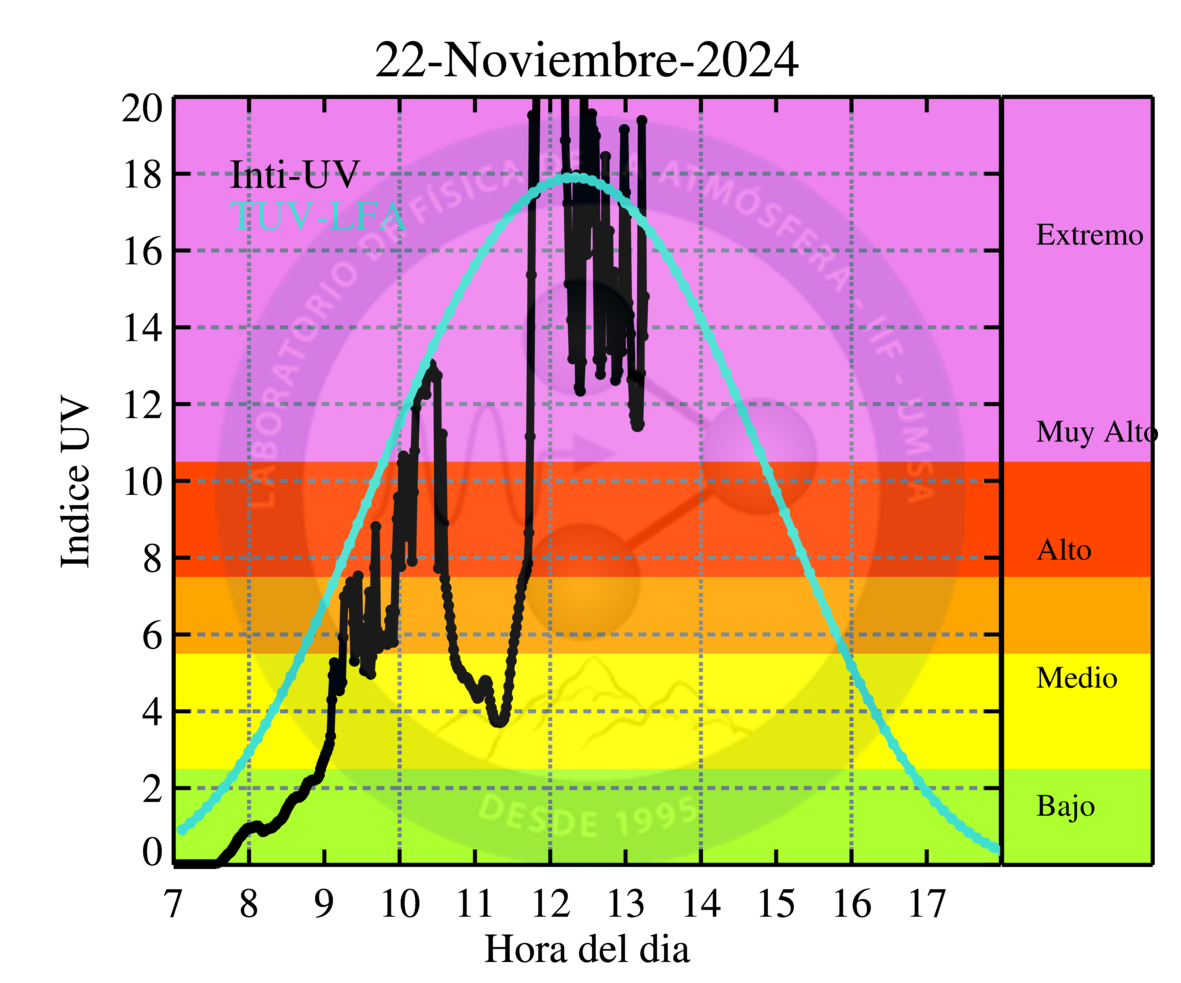 22-Noviembre-2024
20
18
16
14
12
10
8
6
4
2
0
Indice UV
Inti-UV
TUV-LFA
LABORATORIO DE FÍSICA DE LA ATMÓSFERA - IIF - UMSA
DESDE 1995
Extremo
Muy Alto
Alto
Medio
Bajo
7 8 9 10 11 12 13 14 15 16 17
Hora del dia